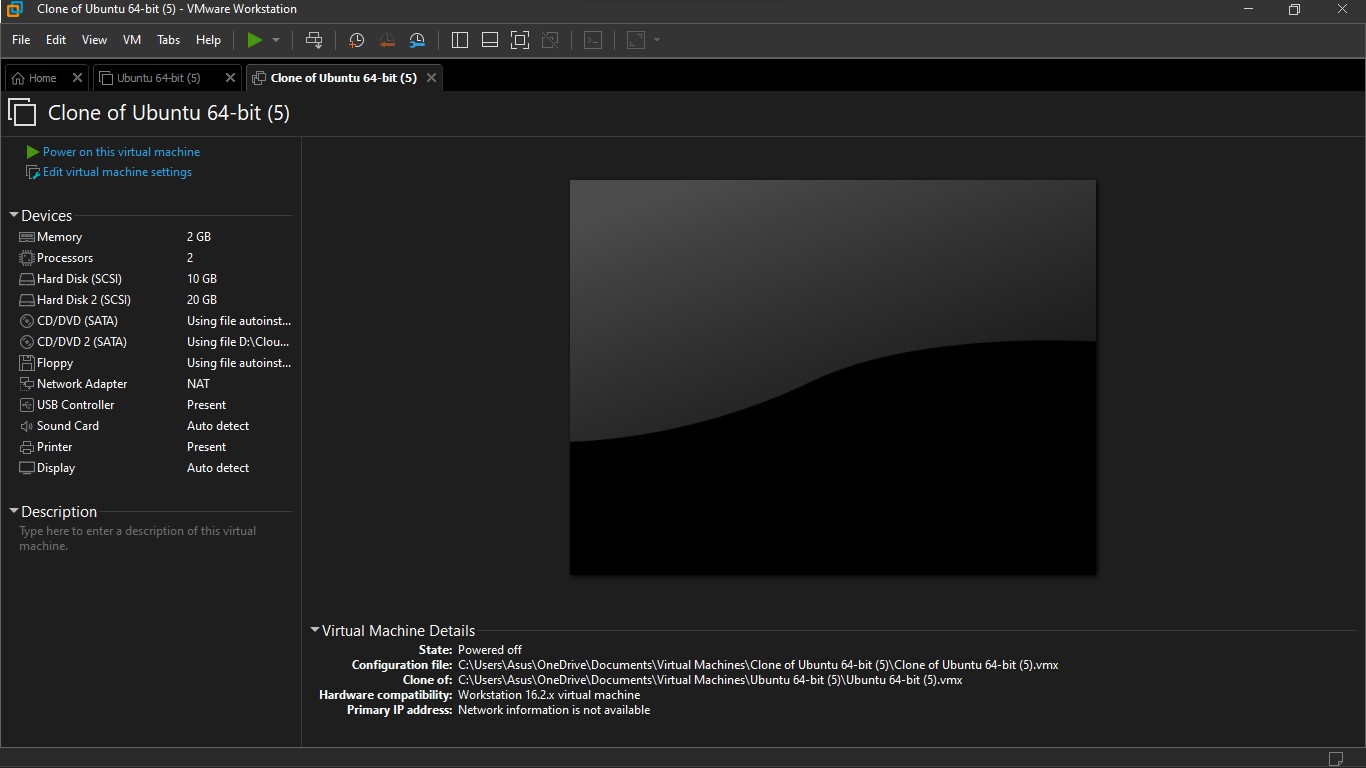 Clone of Ubuntu 64-bit (5) - VMware Workstation
File Edit View VM Tabs Help
Home Ubuntu 64-bit (5) Clone of Ubuntu 64-bit (5)
Clone of Ubuntu 64-bit (5)
Power on this virtual machine
Edit virtual machine settings
Devices
Memory 2 GB
Processors 2
Hard Disk (SCSI) 10 GB
Hard Disk 2 (SCSI) 20 GB
CD/DVD (SATA) Using file autoinst...
CD/DVD 2 (SATA) Using file D:\Clou...
Floppy Using file autoinst...
Network Adapter NAT
USB Controller Present
Sound Card Auto detect
Printer Present
Display Auto detect
Description
Type here to enter a description of this virtual
machine.
Virtual Machine Details
State: Powered off
Configuration file: C:\Users\Asus\OneDrive\Documents\Virtual Machines\Clone of Ubuntu 64-bit (5)\Clone of Ubuntu 64-bit (5).vmx
Clone of: C:\Users\Asus\OneDrive\Documents\Virtual Machines\Ubuntu 64-bit (5)\Ubuntu 64-bit (5).vmx
Hardware compatibility: Workstation 16.2.x virtual machine
Primary IP address: Network information is not available